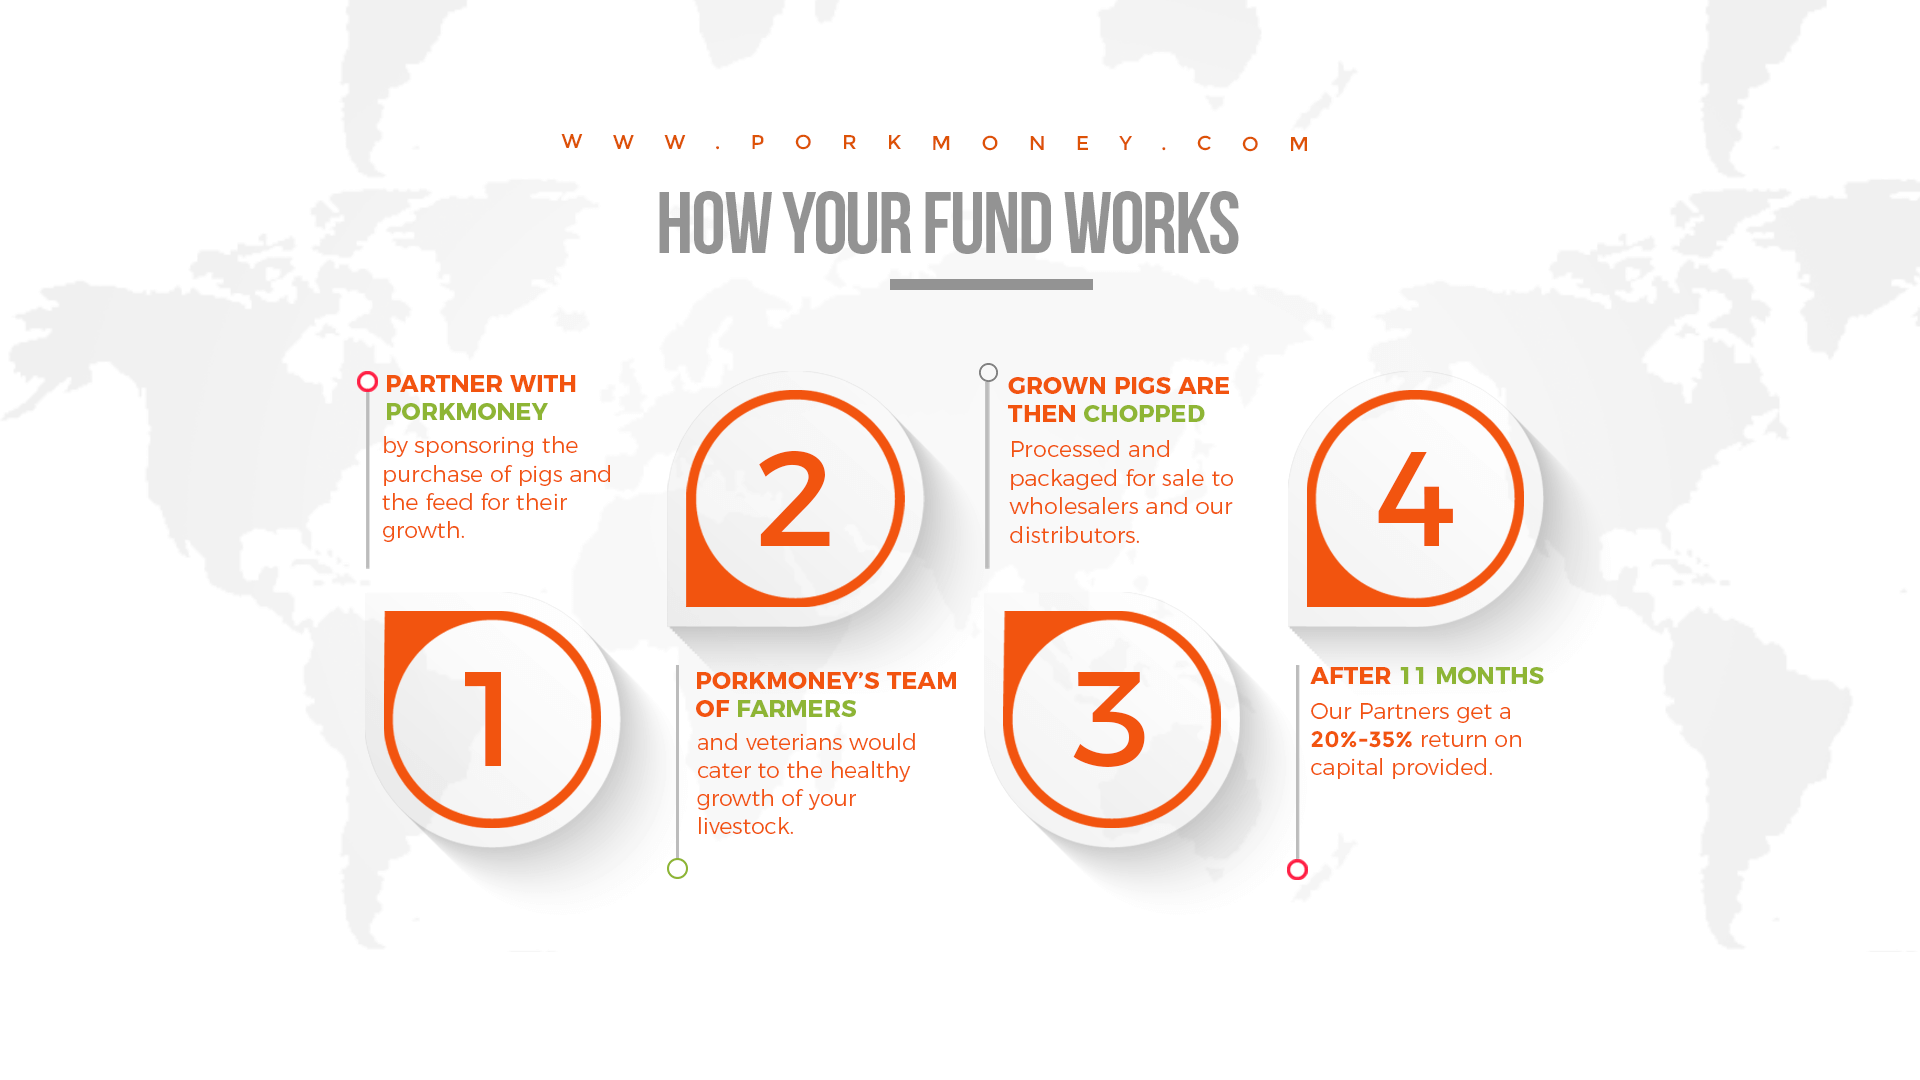 WWW.PORKMONEY.COM
HOW YOUR FUND WORKS
PARTNER WITH
PORKMONEY
by sponsoring the
purchase of pigs and
the feed for their
growth.
1
2
PORKMONEY’S TEAM
OF FARMERS
and veterians would
cater to the healthy
growth of your
livestock.
GROWN PIGS ARE
THEN CHOPPED
Processed and
packaged for sale to
wholesalers and our
distributors.
3
4
AFTER 11 MONTHS
Our Partners get a
20%-35% return on
capital provided.